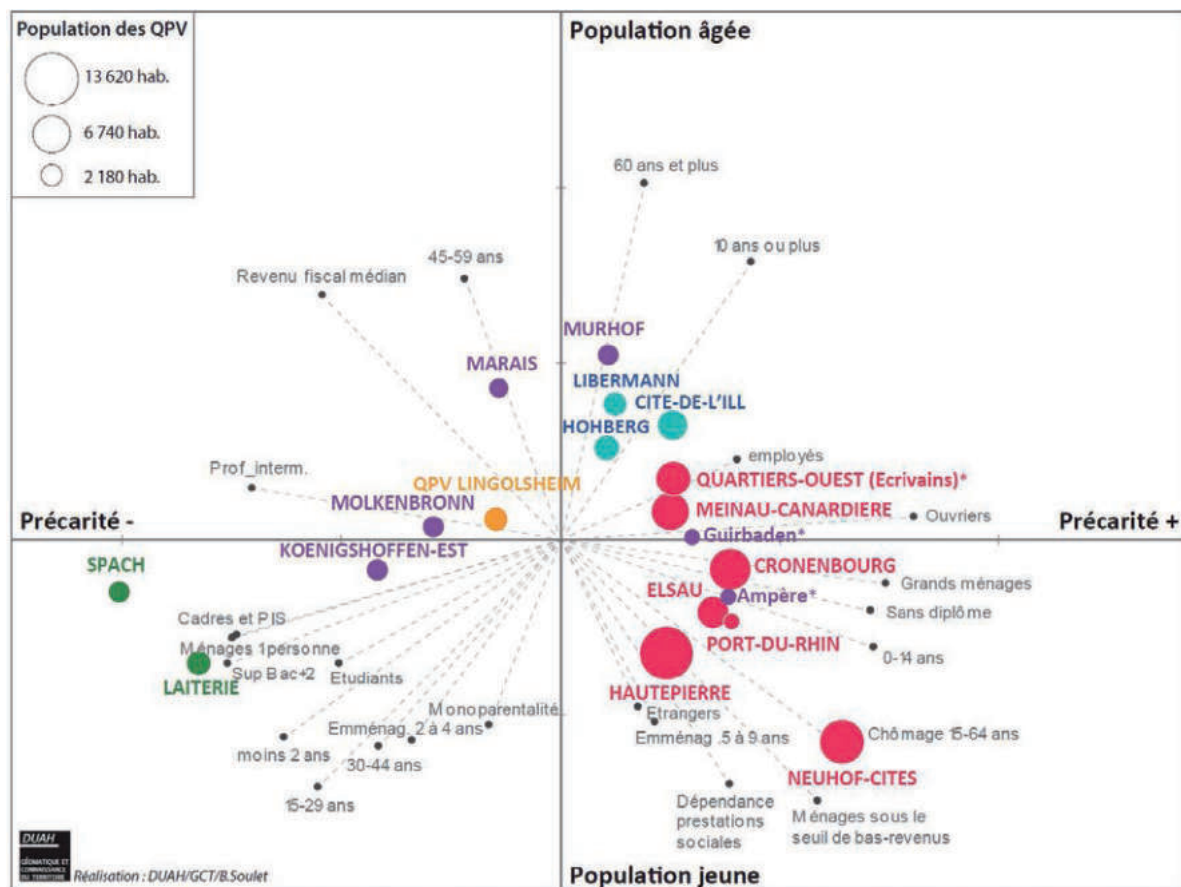 Population des QPV
13 620 hab.
6 740 hab.
2 180 hab.
Population âgée
60 ans et plus
10 ans ou plus
45-59 ans
Revenu fiscal médian
MURHOF
MARAIS
LIBERMANN
CITE-DE-L'ILL
HOHBERG
employés
Prof_interm.
QPV LINGOLSHEIM
QUARTIERS-OUEST (Ecrivains)*
MOLKENBRONN
MEINAU-CANARDIERE
Ouvriers
Précarité -
Précarité +
Guirbaden*
KOENIGSHOFFEN-EST
SPACH
CRONENBOURG
Grands ménages
ELSAU
Ampère*
Sans diplôme
Cadres et PIS
PORT-DU-RHIN
Ménages 1personne
0-14 ans
Sup Bac+2
Etudiants
LAITERIE
HAUTEPIERRE
Monoparentalité
Etrangers
Emménag. 2 à 4 ans
Emménag .5 à 9 ans
Chômage 15-64 ans
moins 2 ans
30-44 ans
NEUHOF-CITES
15-29 ans
Dépendance
prestations
sociales
Ménages sous le
seuil de bas-revenus
DUAH
GÉOMATIQUE ET
CONNAISSANCE
DU TERRITOIRE
Réalisation : DUAH/GCT/B.Soulet
Population jeune